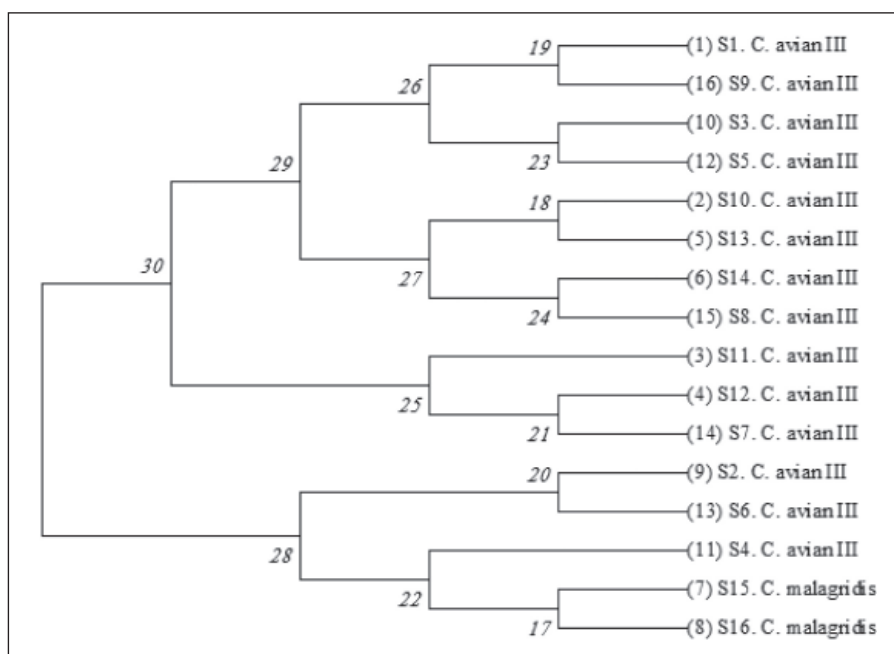 19
(1) S1. C. avian III
26
(16) S9. C. avian III
(10) S3. C. avian III
29
23
(12) S5. C. avian III
18
(2) S10. C. avian III
(5) S13. C. avian III
30
27
(6) S14. C. avian III
24
(15) S8. C. avian III
(3) S11. C. avian III
25
(4) S12. C. avian III
21
(14) S7. C. avian III
20
(9) S2. C. avian III
(13) S6. C. avian III
28
(11) S4. C. avian III
22
(7) S15. C. malagridis
17
(8) S16. C. malagridis